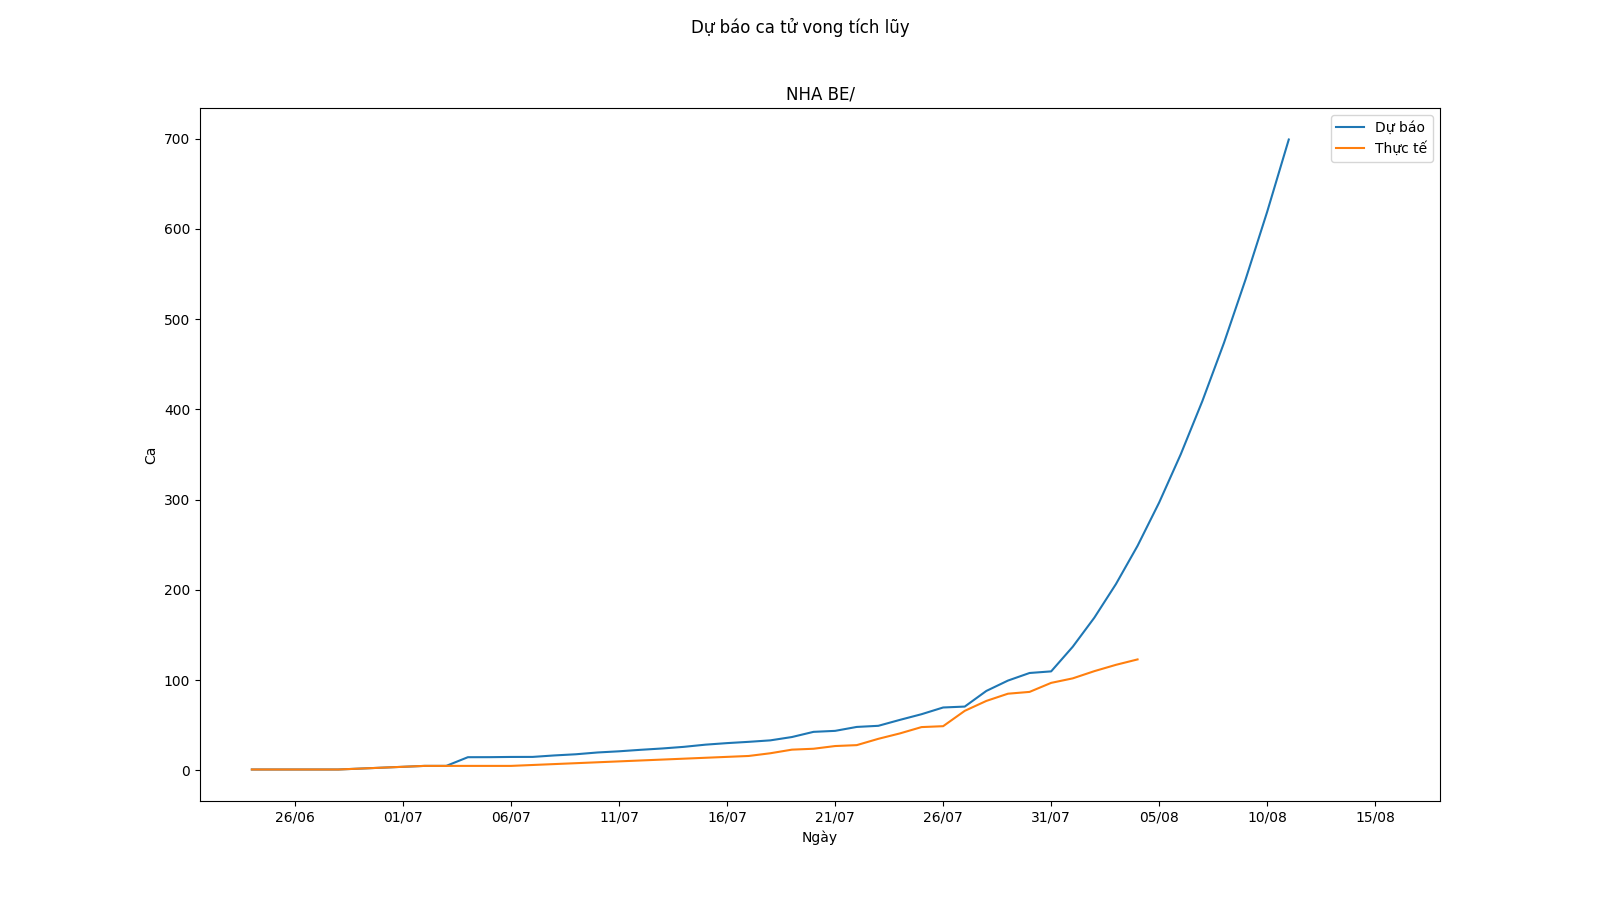 Dự báo ca tử vong tích lũy
NHA BE/
Dự báo
Thực tế
700
600
500
400
300
200
100
0
Ca
26/06 01/07 06/07 11/07 16/07 21/07 26/07 31/07 05/08 10/08 15/08
Ngày